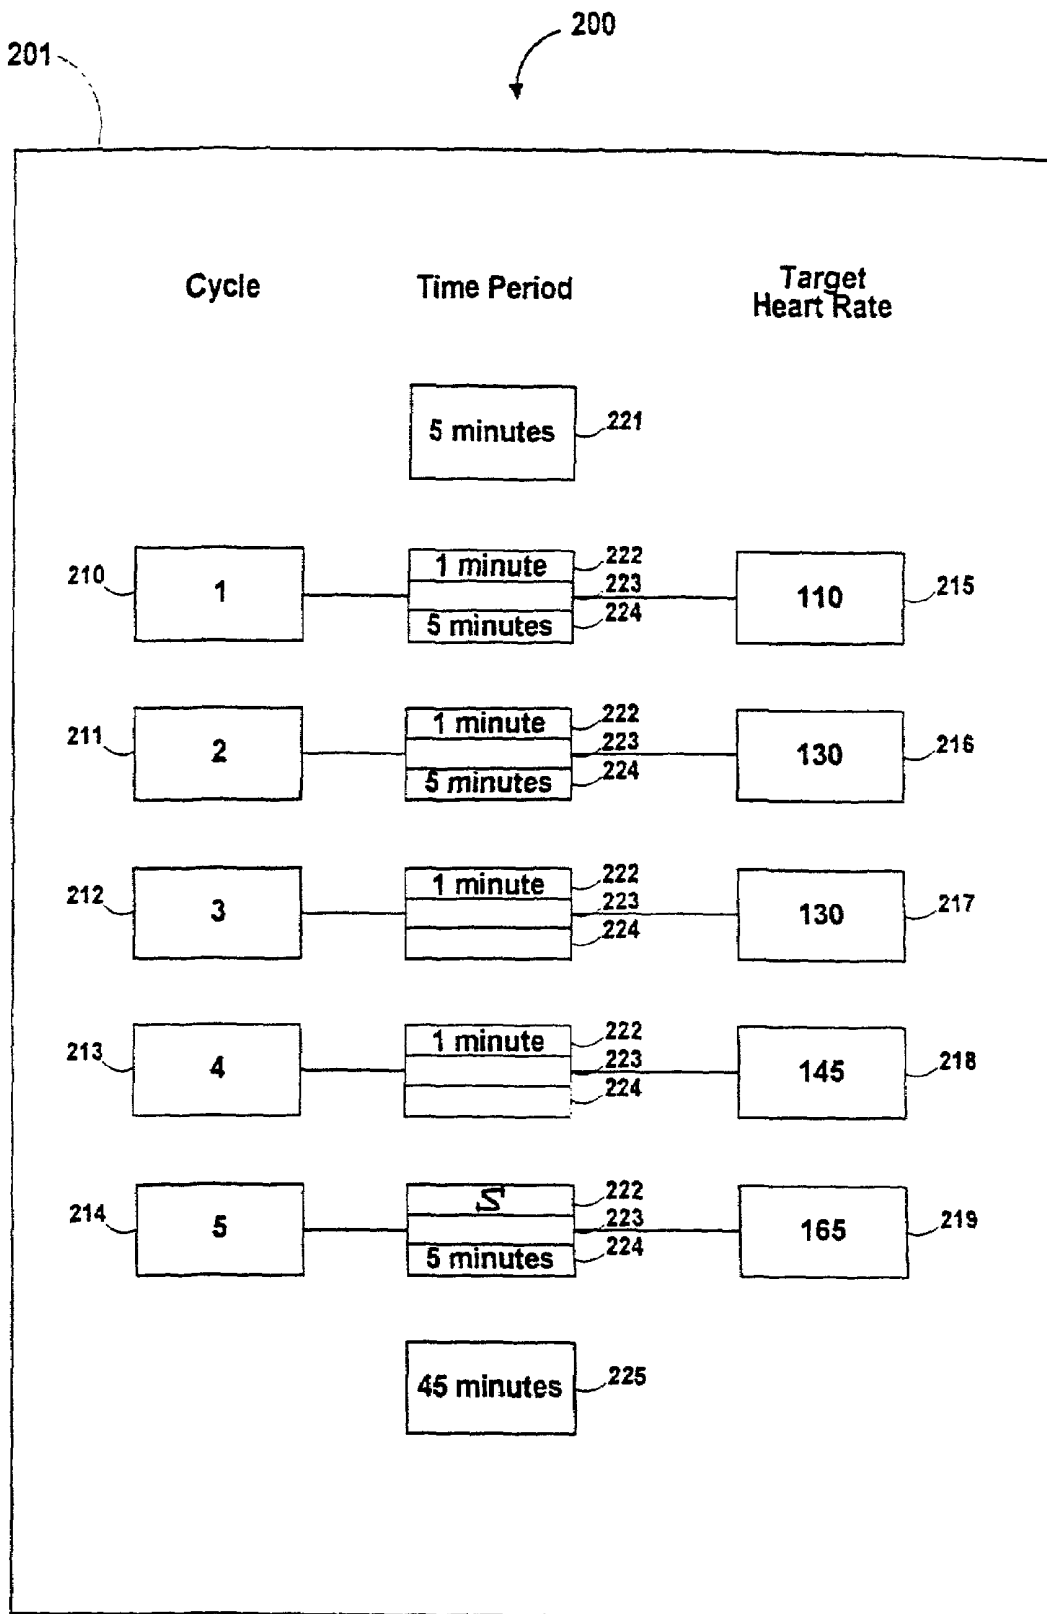 200
201
Cycle Time Period Target Heart Rate
5 minutes 221
210 1 1 minute 222
223
5 minutes 224
110 215
211 2 1 minute 222
223
5 minutes 224
130 216
212 3 1 minute 222
223
224
130 217
213 4 1 minute 222
223
224
145 218
214 5 222
223
5 minutes 224
165 219
45 minutes 225